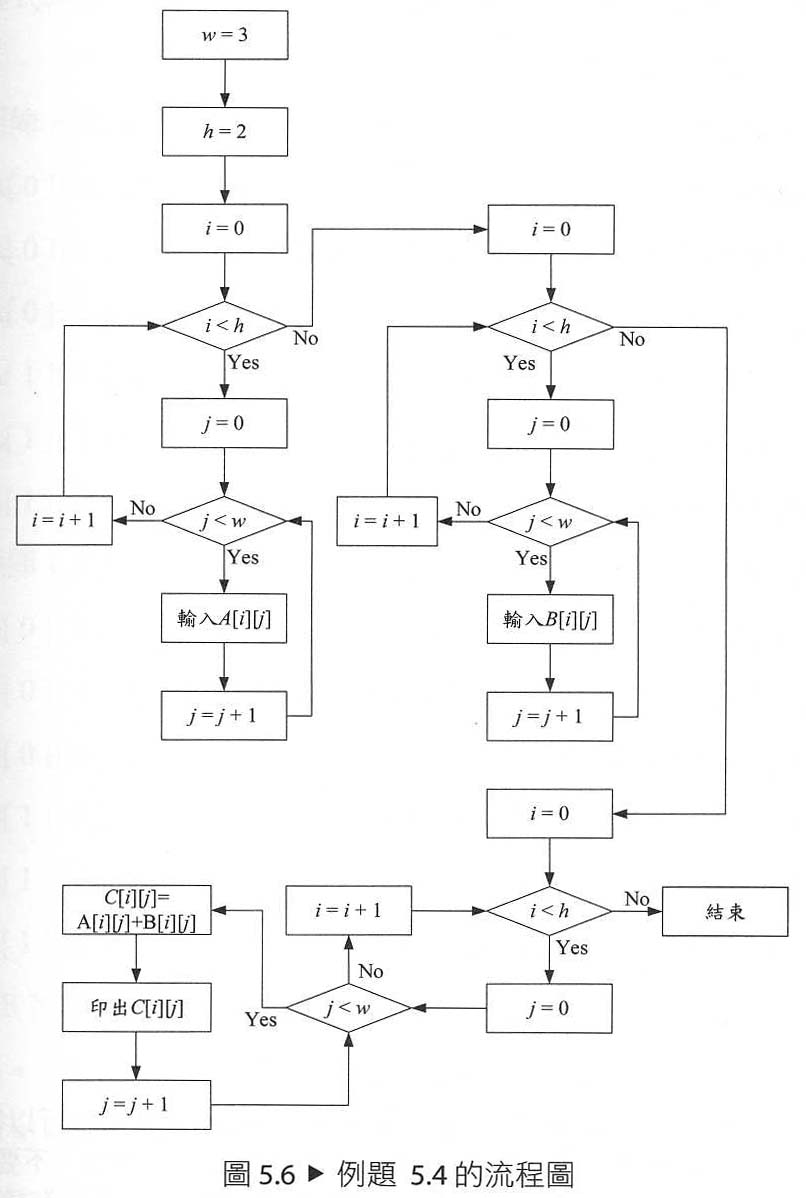 w = 3
h = 2
i = 0
i < h
No
Yes
j = 0
j < w
No
Yes
i = i + 1
輸入A[i][j]
j = j + 1
i = 0
i < h
No
Yes
j = 0
j < w
No
Yes
i = i + 1
輸入B[i][j]
j = j + 1
i = 0
i < h
No
結束
Yes
j = 0
j < w
No
i = i + 1
Yes
C[i][j]=
A[i][j]+B[i][j]
印出C[i][j]
j = j + 1
圖 5.6 ▶ 例題 5.4 的流程圖